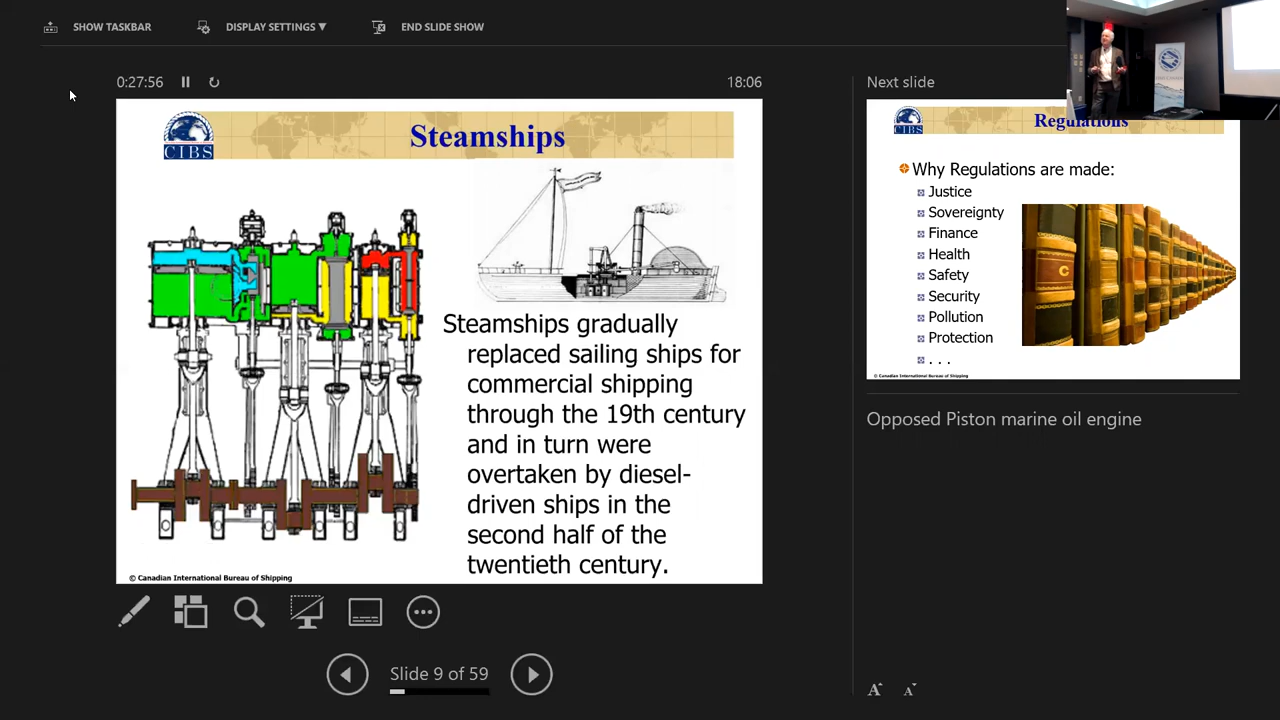 SHOW TASKBAR
DISPLAY SETTINGS ▼
END SLIDE SHOW
0:27:56
18:06
Next slide
CIBS
Steamships
Steamships gradually
replaced sailing ships for
commercial shipping
through the 19th century
and in turn were
overtaken by diesel-
driven ships in the
second half of the
twentieth century.
© Canadian International Bureau of Shipping
CIBS
Regulations
Why Regulations are made:
Justice
Sovereignty
Finance
Health
Safety
Security
Pollution
Protection
. . .
C
© Canadian International Bureau of Shipping
Opposed Piston marine oil engine
Slide 9 of 59
A A